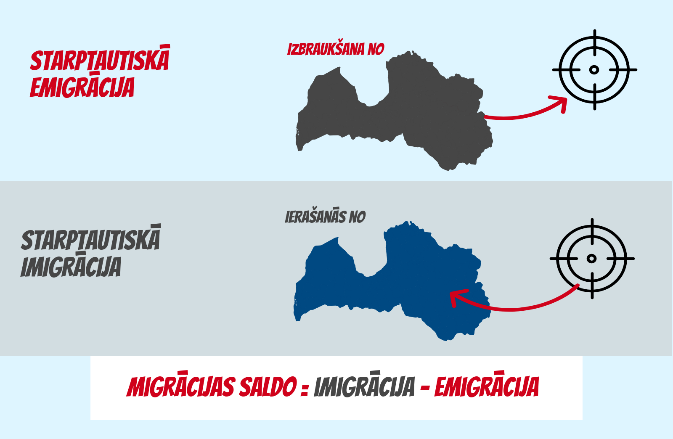 STARPTAUTISKĀ
EMIGRĀCIJA
IZBRAUKŠANA NO
STARPTAUTISKĀ
IMIGRĀCIJA
IERAŠANĀS NO
MIGRĀCIJAS SALDO = IMIGRĀCIJA - EMIGRĀCIJA